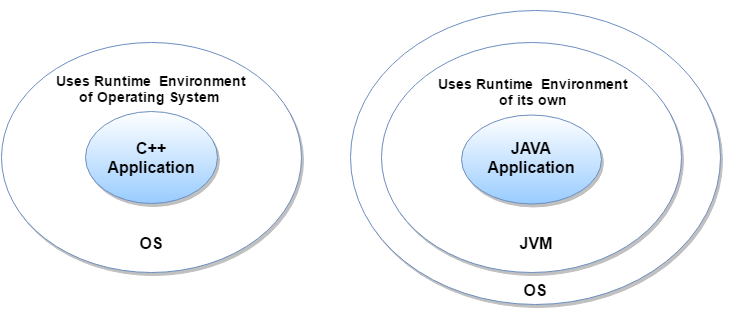 Uses Runtime Environment
of Operating System
C++
Application
OS
Uses Runtime Environment
of its own
JAVA
Application
JVM
OS